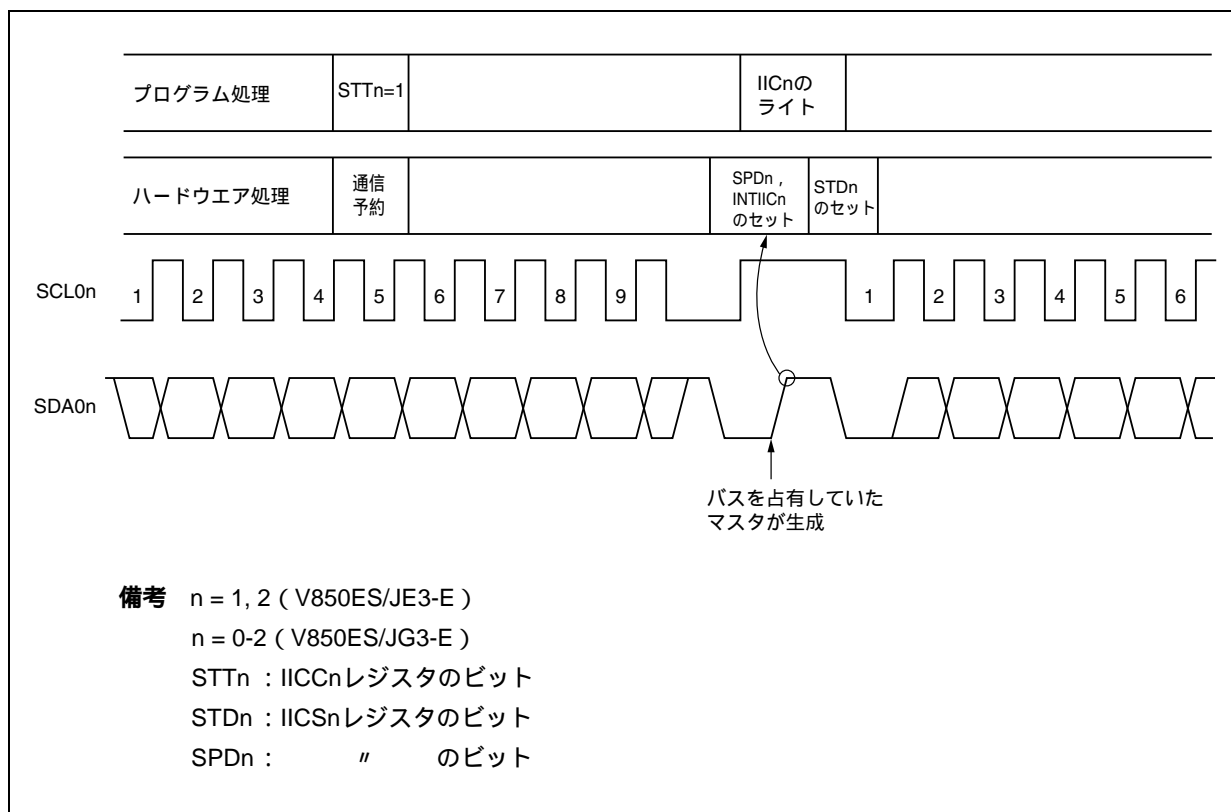 プログラム処理
STTn=1
IICnの
ライト
ハードウエア処理
通信
予約
SPDn，
INTIICn
のセット
STDn
のセット
SCL0n
1 2 3 4 5 6 7 8 9 1 2 3 4 5 6
SDA0n
バスを占有していた
マスタが生成
備考 n = 1, 2（V850ES/JE3-E）
n = 0-2（V850ES/JG3-E）
STTn：IICCnレジスタのビット
STDn：IICSnレジスタのビット
SPDn： 〃 のビット